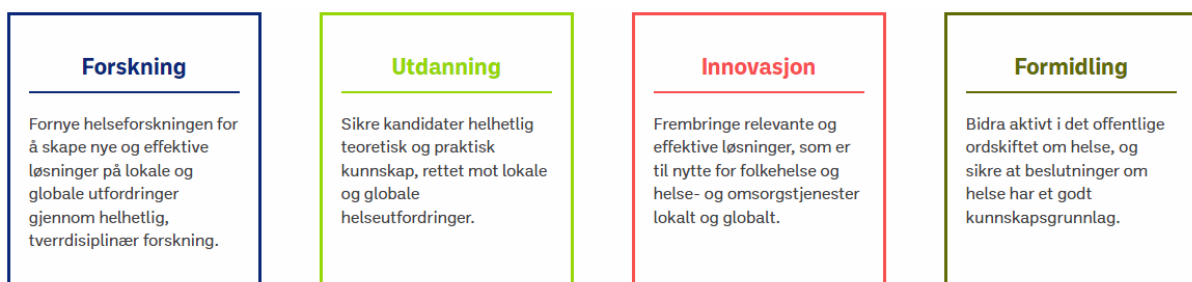 Forskning
Fornye helseforskningen for
å skape nye og effektive
løsninger på lokale og
globale utfordringer
gjennom helhetlig,
tverrdisiplinær forskning.
Utdanning
Sikre kandidater helhetlig
teoretisk og praktisk
kunnskap, rettet mot lokale
og globale
helseutfordringer.
Innovasjon
Frembringe relevante og
effektive løsninger, som er
til nytte for folkehelse og
helse- og omsorgstjenester
lokalt og globalt.
Formidling
Bidra aktivt i det offentlige
ordskiftet om helse, og
sikre at beslutninger om
helse har et godt
kunnskapsgrunnlag.